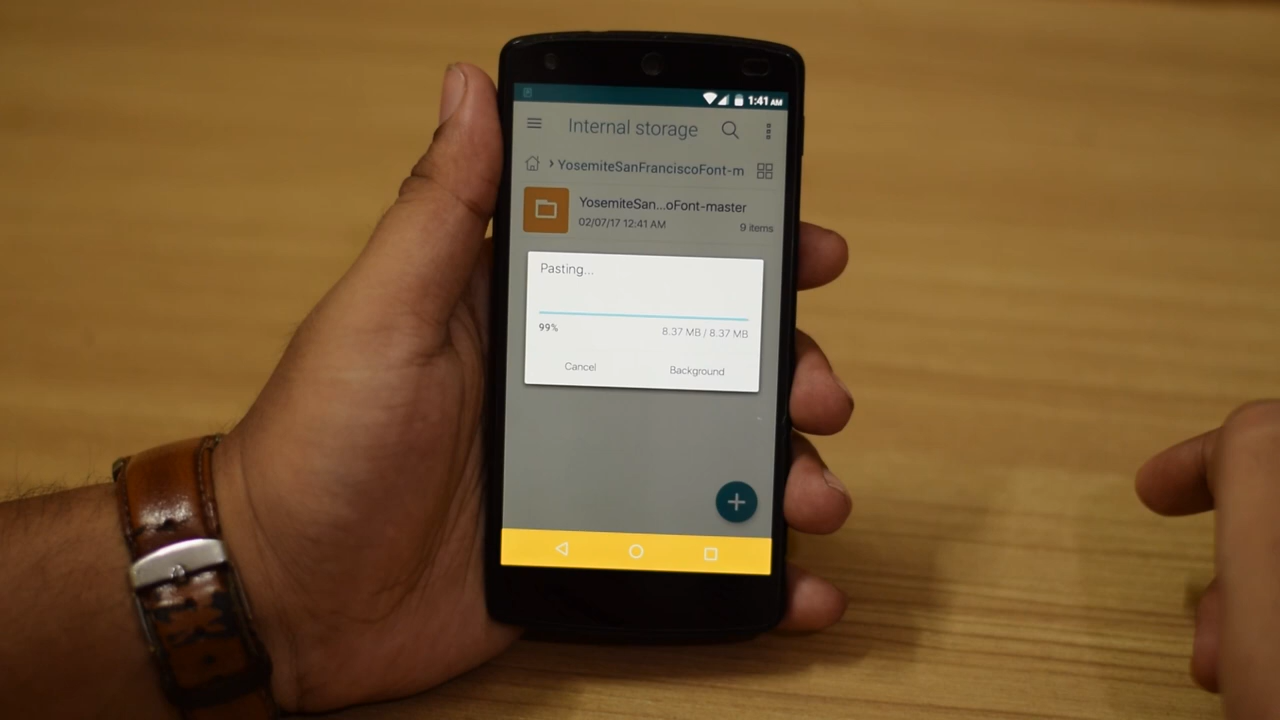 1:41 AM
Internal storage
YosemiteSanFranciscoFont-m
YosemiteSan...oFont-master
02/07/17 12:41 AM
9 items
Pasting...
99%
8.37 MB / 8.37 MB
Cancel
Background